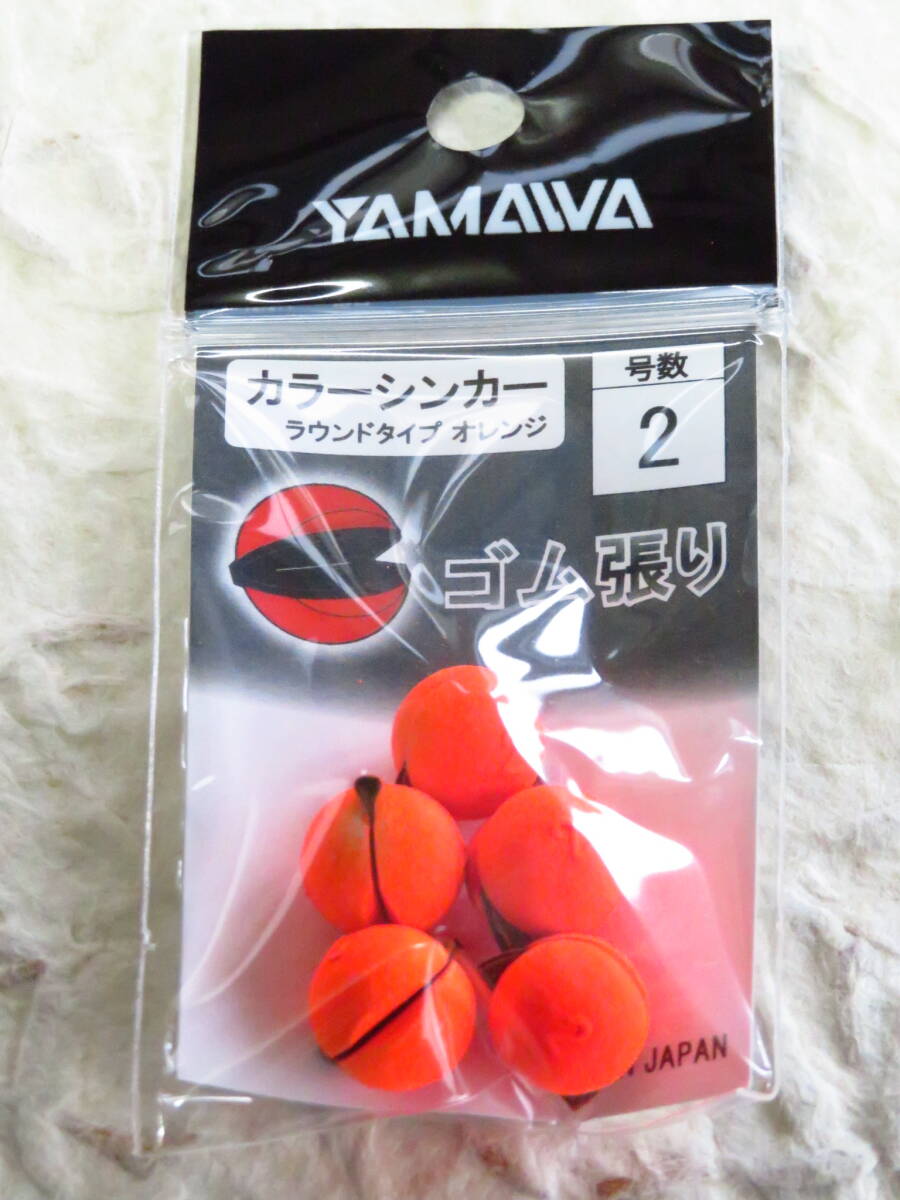 YAMAWA
カラーシンカー
ラウンドタイプ オレンジ
号数
2
ゴム張り
JAPAN